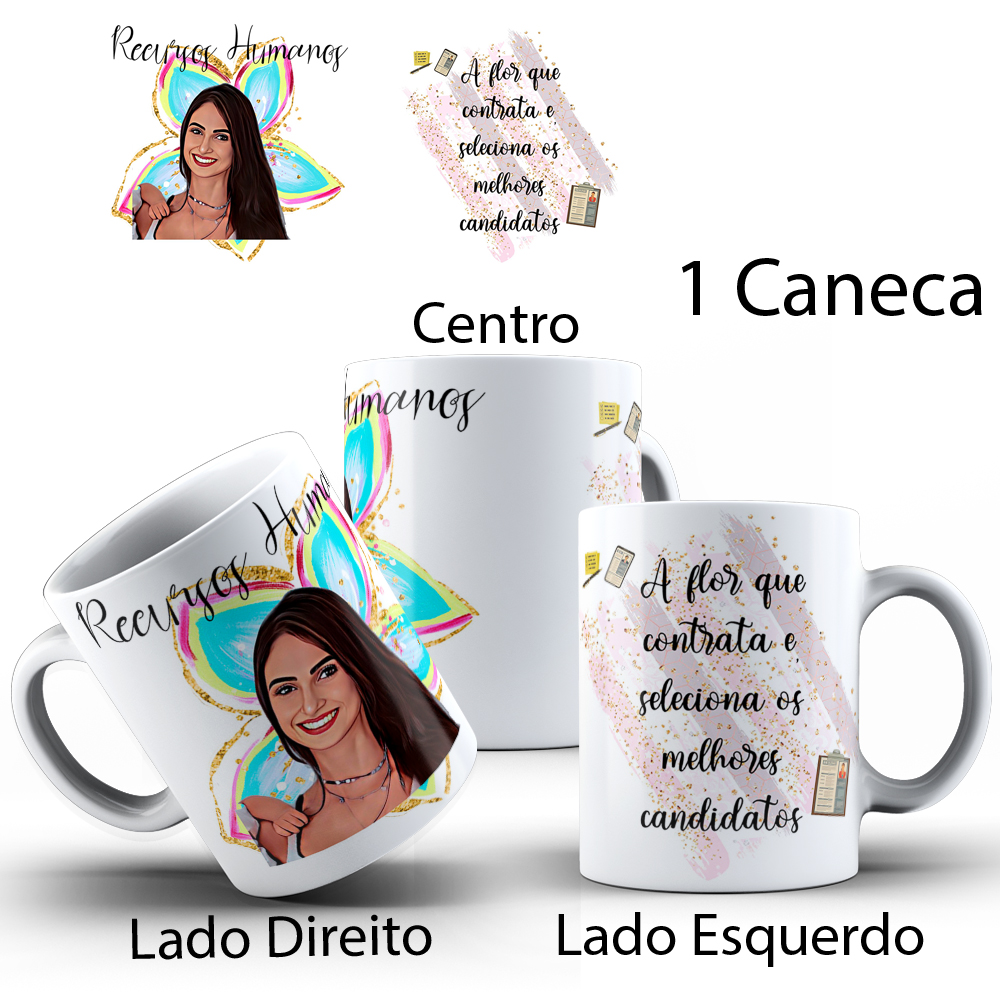 Recursos Humanos
A flor que
contrata e,
seleciona os
melhores
candidatos
1 Caneca
Centro
Humanos
Recursos Huma
A flor que
contrata e,
seleciona os
melhores
candidatos
Lado Direito
Lado Esquerdo